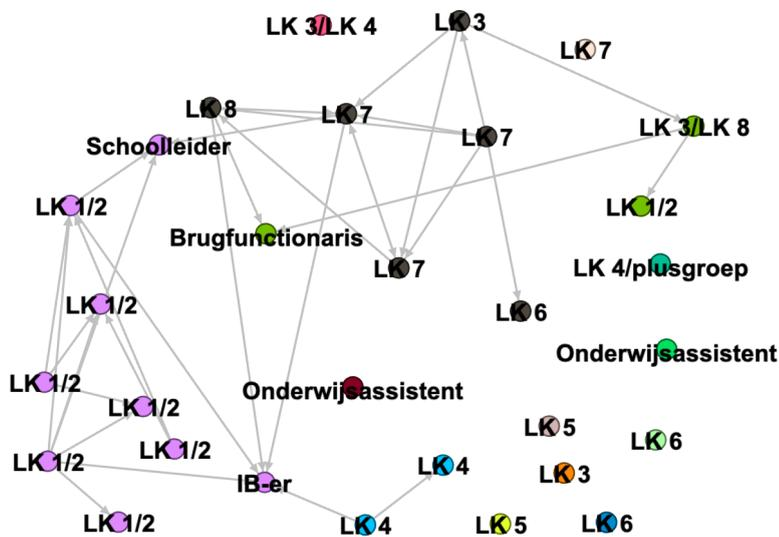 LK 3/LK 4
LK 3
LK 7
LK 8
LK 7
LK 3/LK 8
LK 7
Schoolleider
LK 1/2
LK 1/2
Brugfunctionaris
LK 7
LK 4/plusgroep
LK 1/2
LK 6
Onderwijsassistent
LK 1/2
Onderwijsassistent
LK 1/2
LK 5
LK 6
LK 1/2
LK 1/2
LK 4
LK 3
IB-er
LK 1/2
LK 4
LK 5
LK 6